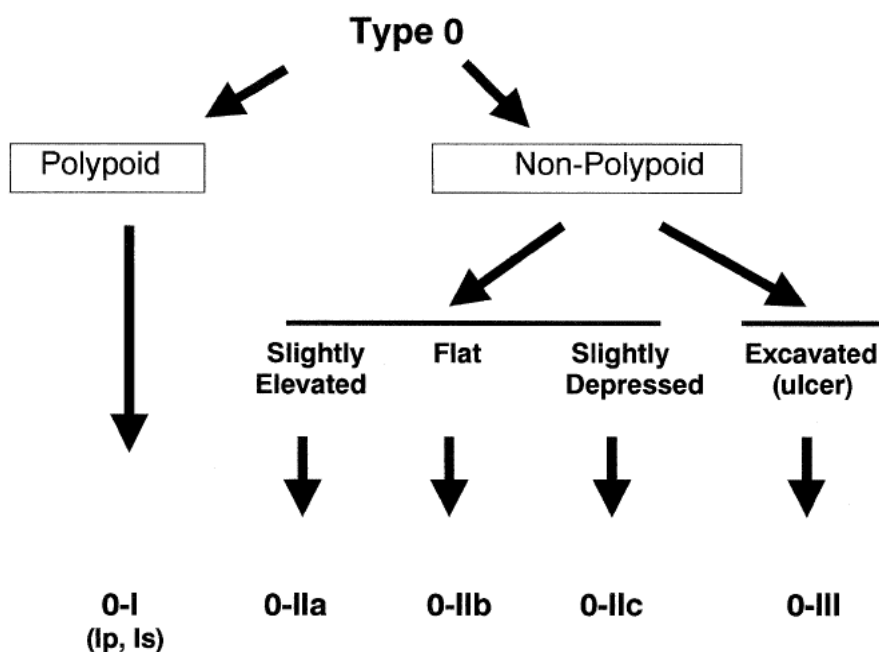 Type 0
Polypoid
Non-Polypoid
Slightly
Elevated
Flat
Slightly
Depressed
Excavated
(ulcer)
0-I
(Ip, Is)
0-IIa
0-IIb
0-IIc
0-III